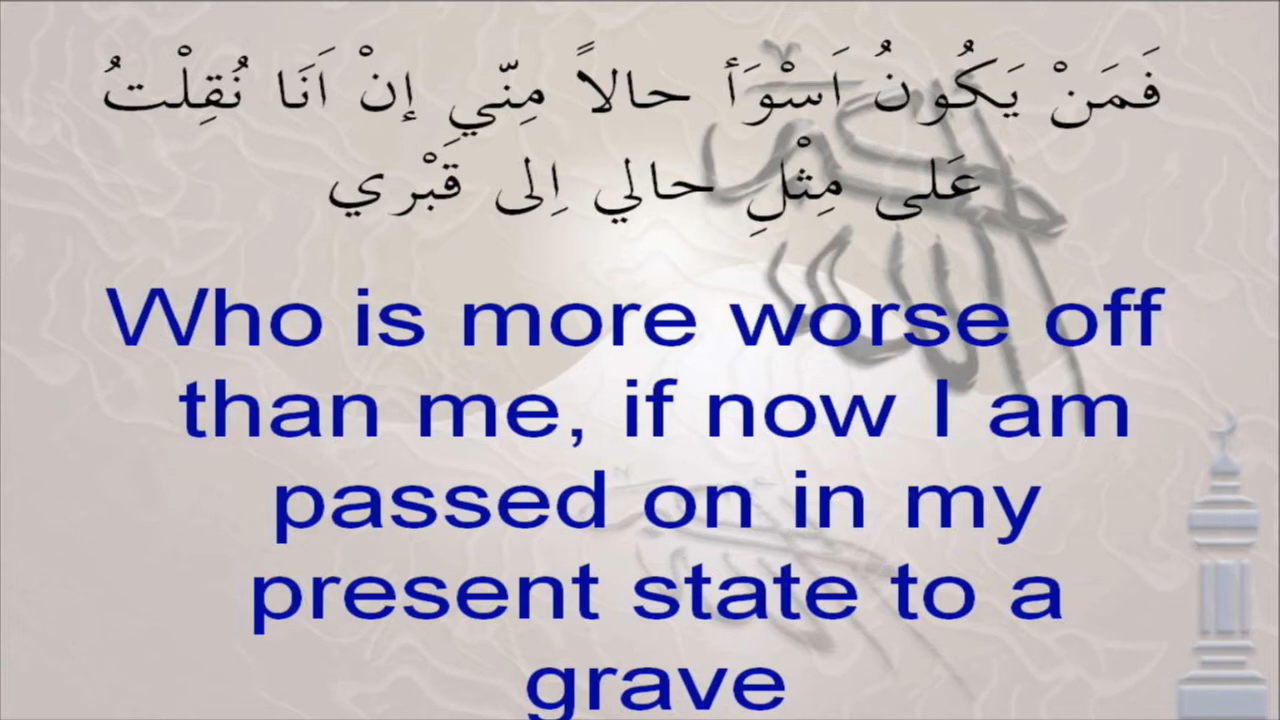 فَمَنْ يَكُونُ اَسْوَأ حالاً مِنّي إنْ اَنَا نُقِلْتُ
عَلى مِثْلِ حالي اِلى قَبْري
Who is more worse off
than me, if now I am
passed on in my
present state to a
grave